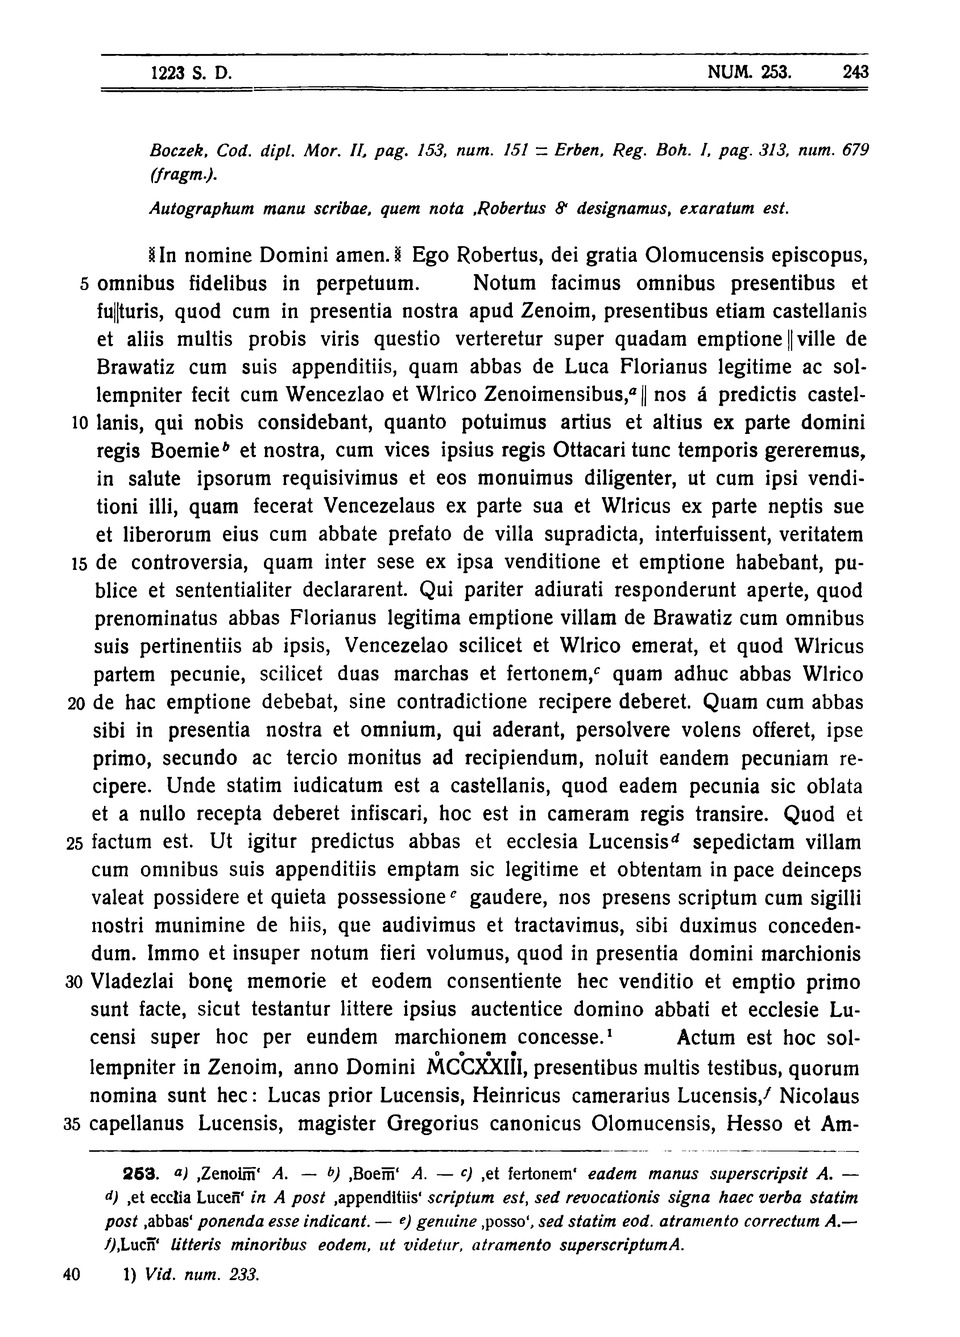 1223 S. D. NUM. 253. 243
Boczek, Cod. dipl. Mor. II, pag. 153, num. 151 = Erben, Reg. Boh. I, pag. 313, num. 679
(fragm.).
Autographum manu scribae, quem nota ‚Robertus 8‘ designamus, exaratum est.
In nomine Domini amen. Ego Robertus, dei gratia Olomucensis episcopus,
5 omnibus fidelibus in perpetuum. Notum facimus omnibus presentibus et
fu||turis, quod cum in presentia nostra apud Zenoim, presentibus etiam castellanis
et aliis multis probis viris questio verteretur super quadam emptione || ville de
Brawatiz cum suis appenditiis, quam abbas de Luca Florianus legitime ac sol-
lempniter fecit cum Wencezlao et Wlrico Zenoimensibus,a || nos á predictis castel-
10 lanis, qui nobis considebant, quanto potuimus artius et altius ex parte domini
regis Boemieb et nostra, cum vices ipsius regis Ottacari tunc temporis gereremus,
in salute ipsorum requisivimus et eos monuimus diligenter, ut cum ipsi vendi-
tioni illi, quam fecerat Vencezelaus ex parte sua et Wlricus ex parte neptis sue
et liberorum eius cum abbate prefato de villa supradicta, interfuissent, veritatem
15 de controversia, quam inter sese ex ipsa venditione et emptione habebant, pu-
blice et sententialiter declararent. Qui pariter adiurati responderunt aperte, quod
prenominatus abbas Florianus legitima emptione villam de Brawatiz cum omnibus
suis pertinentiis ab ipsis, Vencezelao scilicet et Wlrico emerat, et quod Wlricus
partem pecunie, scilicet duas marchas et fertonem,c quam adhuc abbas Wlrico
20 de hac emptione debebat, sine contradictione recipere deberet. Quam cum abbas
sibi in presentia nostra et omnium, qui aderant, persolvere volens offeret, ipse
primo, secundo ac tercio monitus ad recipiendum, noluit eandem pecuniam re-
cipere. Unde statim iudicatum est a castellanis, quod eadem pecunia sic oblata
et a nullo recepta deberet infiscari, hoc est in cameram regis transire. Quod et
25 factum est. Ut igitur predictus abbas et ecclesia Lucensisd sepedictam villam
cum omnibus suis appenditiis emptam sic legitime et obtentam in pace deinceps
valeat possidere et quieta possessionec gaudere, nos presens scriptum cum sigilli
nostri munimine de hiis, que audivimus et tractavimus, sibi duximus conceden-
dum. Immo et insuper notum fieri volumus, quod in presentia domini marchionis
30 Vladezlai bonę memorie et eodem consentiente hec venditio et emptio primo
sunt facte, sicut testantur littere ipsius auctentice domino abbati et ecclesie Lu-
censi super hoc per eundem marchionem concesse.1 Actum est hoc sol-
lempniter in Zenoim, anno Domini MCCXXIII, presentibus multis testibus, quorum
nomina sunt hec: Lucas prior Lucensis, Heinricus camerarius Lucensis,f Nicolaus
35 capellanus Lucensis, magister Gregorius canonicus Olomucensis, Hesso et Am-
253. a) ‚Zenoim̅‘ A. — b) ‚Boem̅‘ A. — c) ‚et fertonem‘ eadem manus superscripsit A. —
d) ‚et ecclia Lucen̅‘ in A post ‚appenditiis‘ scriptum est, sed revocationis signa haec verba statim
post ‚abbas‘ ponenda esse indicant. — e) genuine ‚posso‘, sed statim eod. atramento correctum A.—
f) ‚Lucn̅‘ litteris minoribus eodem, ut videtur, atramento superscriptum A.
40 1) Vid. num. 233.